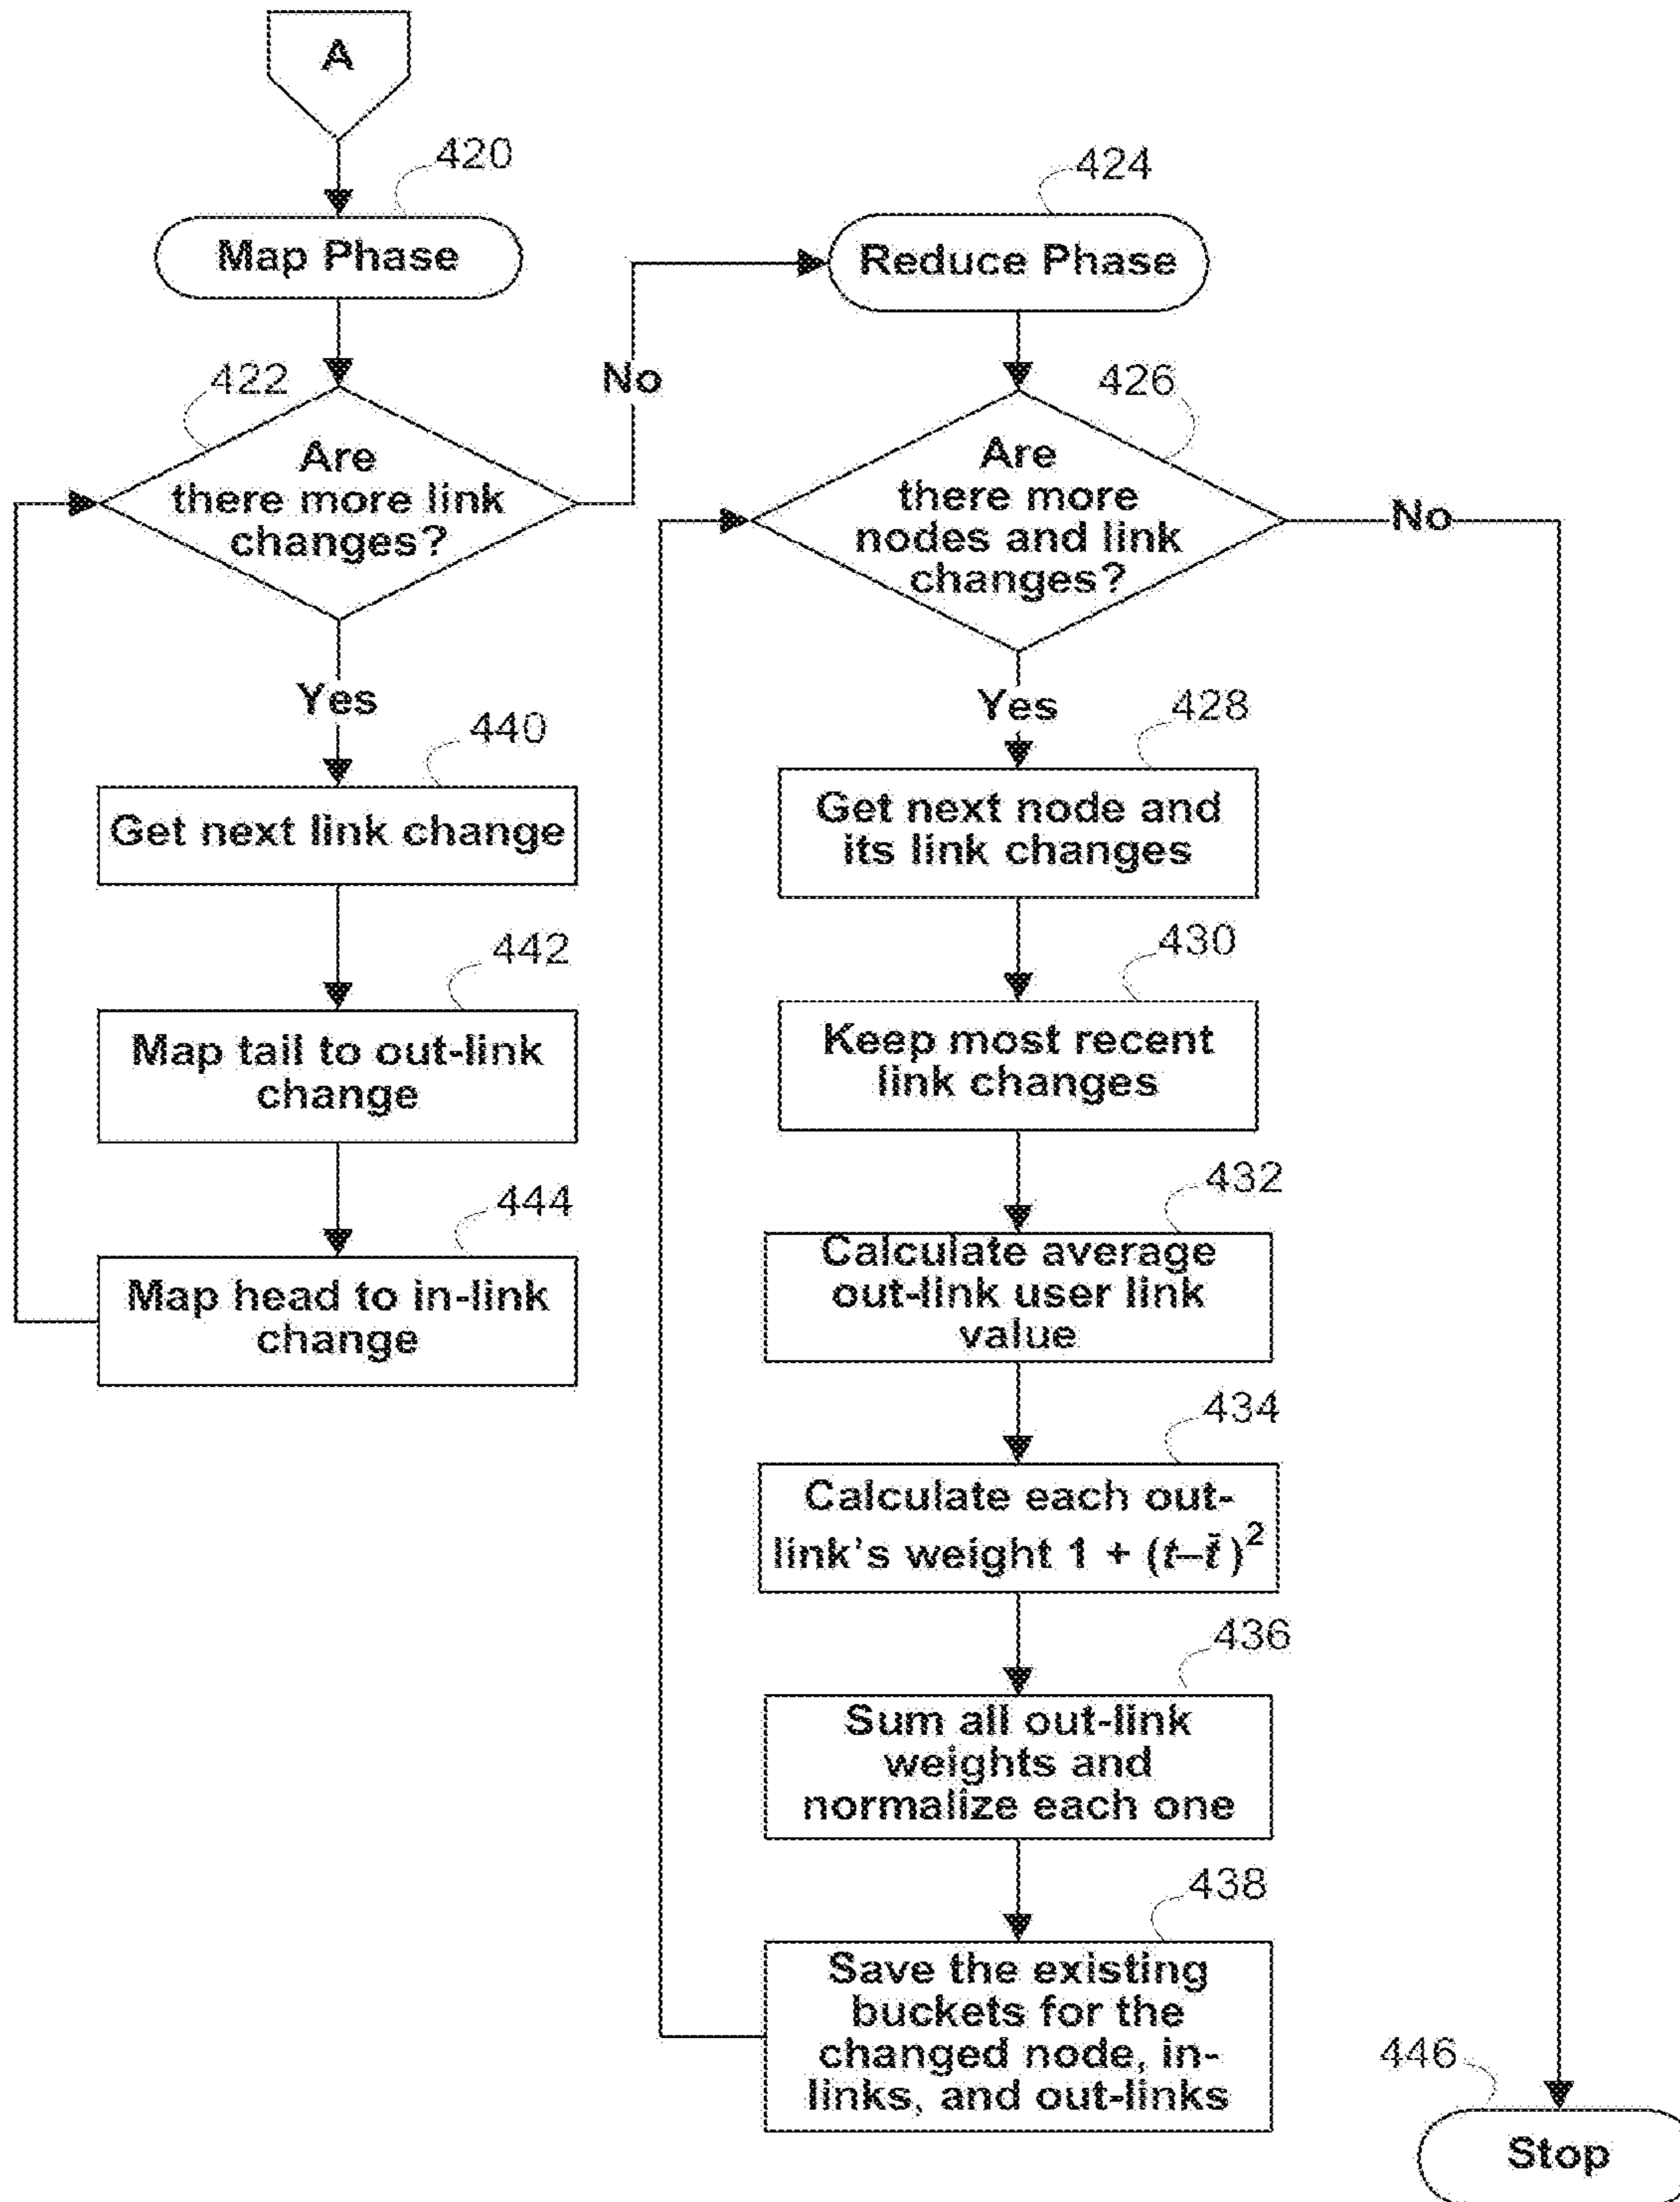 A
420
Map Phase
422
Are
there more link
changes?
No
Yes
440
Get next link change
442
Map tail to out-link
change
444
Map head to in-link
change
424
Reduce Phase
426
Are
there more
nodes and link
changes?
No
Yes
428
Get next node and
its link changes
430
Keep most recent
link changes
432
Calculate average
out-link user link
value
434
Calculate each out-
link's weight 1 + (t–t̄ )²
436
Sum all out-link
weights and
normalize each one
438
Save the existing
buckets for the
changed node, in-
links, and out-links
446
Stop